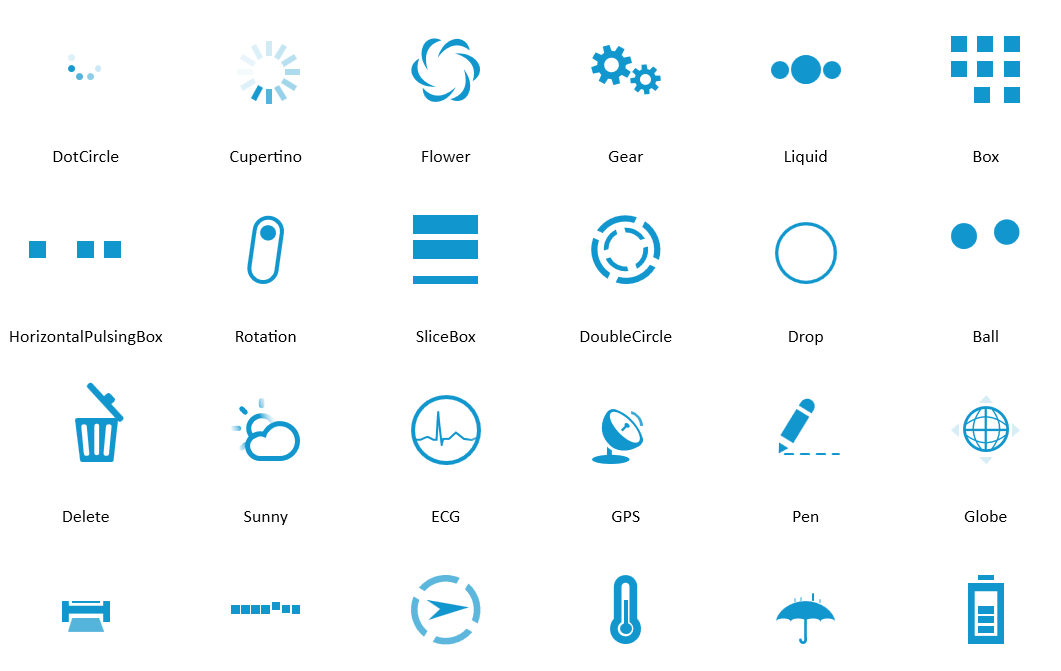 DotCircle
Cupertino
Flower
Gear
Liquid
Box
HorizontalPulsingBox
Rotation
SliceBox
DoubleCircle
Drop
Ball
Delete
Sunny
ECG
GPS
Pen
Globe